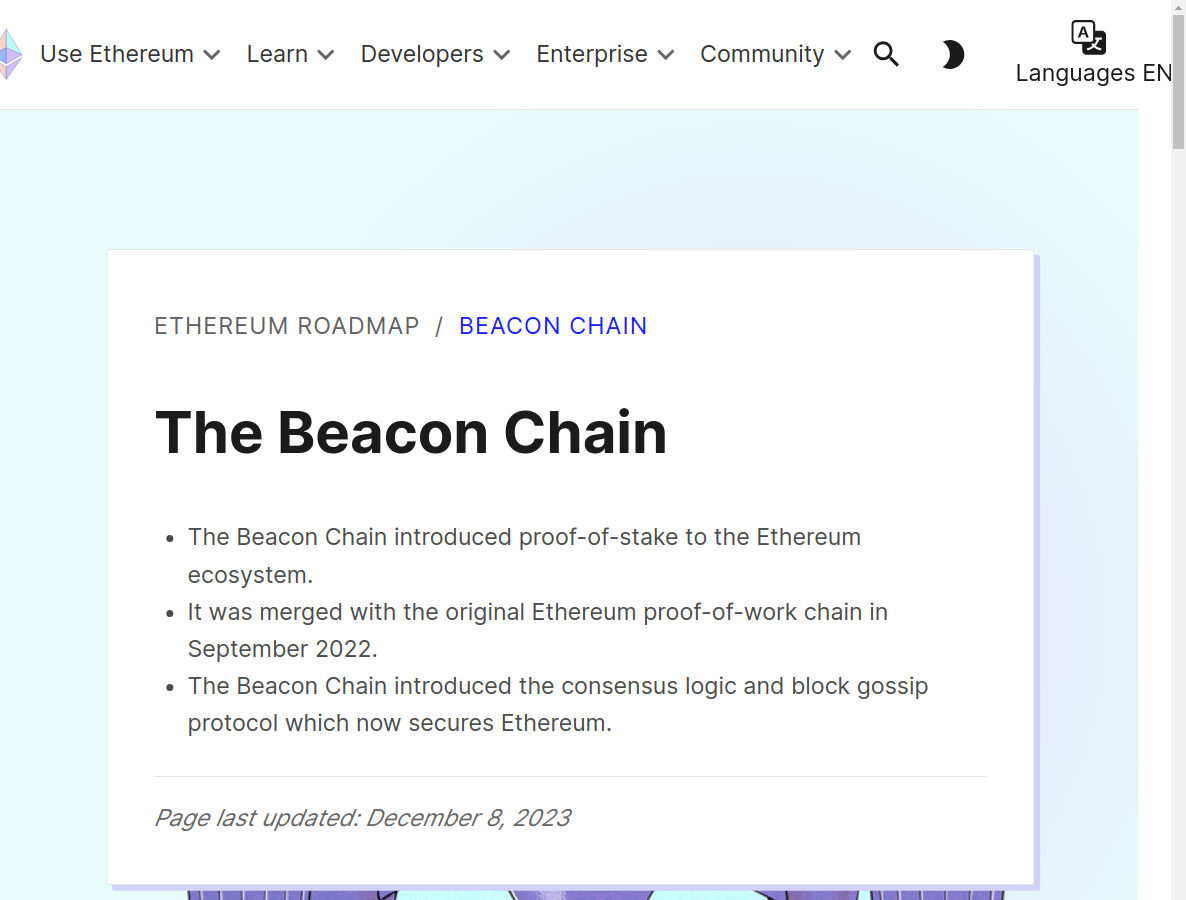 Use Ethereum Learn Developers Enterprise Community
Languages EN
ETHEREUM ROADMAP / BEACON CHAIN
The Beacon Chain
• The Beacon Chain introduced proof-of-stake to the Ethereum
ecosystem.
• It was merged with the original Ethereum proof-of-work chain in
September 2022.
• The Beacon Chain introduced the consensus logic and block gossip
protocol which now secures Ethereum.
Page last updated: December 8, 2023